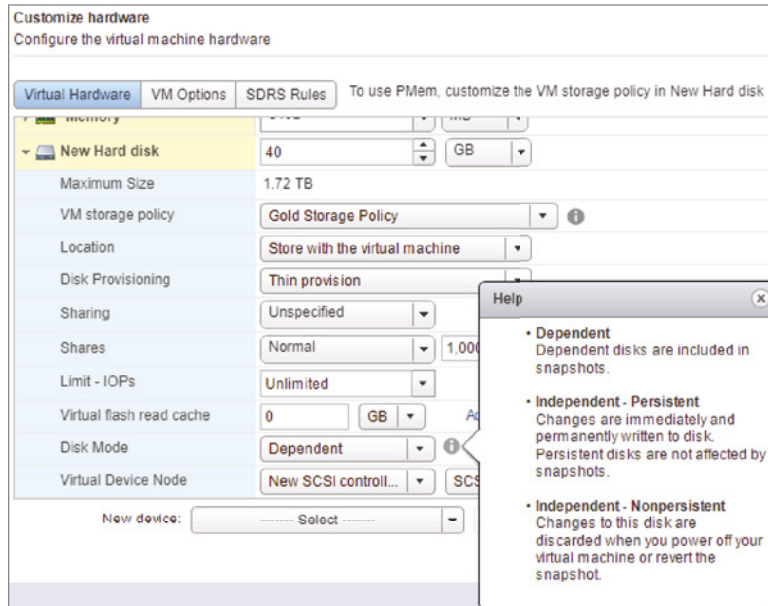 Customize hardware
Configure the virtual machine hardware
Virtual Hardware VM Options SDRS Rules To use PMem, customize the VM storage policy in New Hard disk
Memory 8192 MB
New Hard disk 40 GB
Maximum Size 1.72 TB
VM storage policy Gold Storage Policy
Location Store with the virtual machine
Disk Provisioning Thin provision
Sharing Unspecified
Shares Normal 1,000
Limit - IOPs Unlimited
Virtual flash read cache 0 GB
Disk Mode Dependent
Virtual Device Node New SCSI controll...
New device: ------- Select -------
Help
• Dependent
Dependent disks are included in
snapshots.
• Independent - Persistent
Changes are immediately and
permanently written to disk.
Persistent disks are not affected by
snapshots.
• Independent - Nonpersistent
Changes to this disk are
discarded when you power off your
virtual machine or revert the
snapshot.